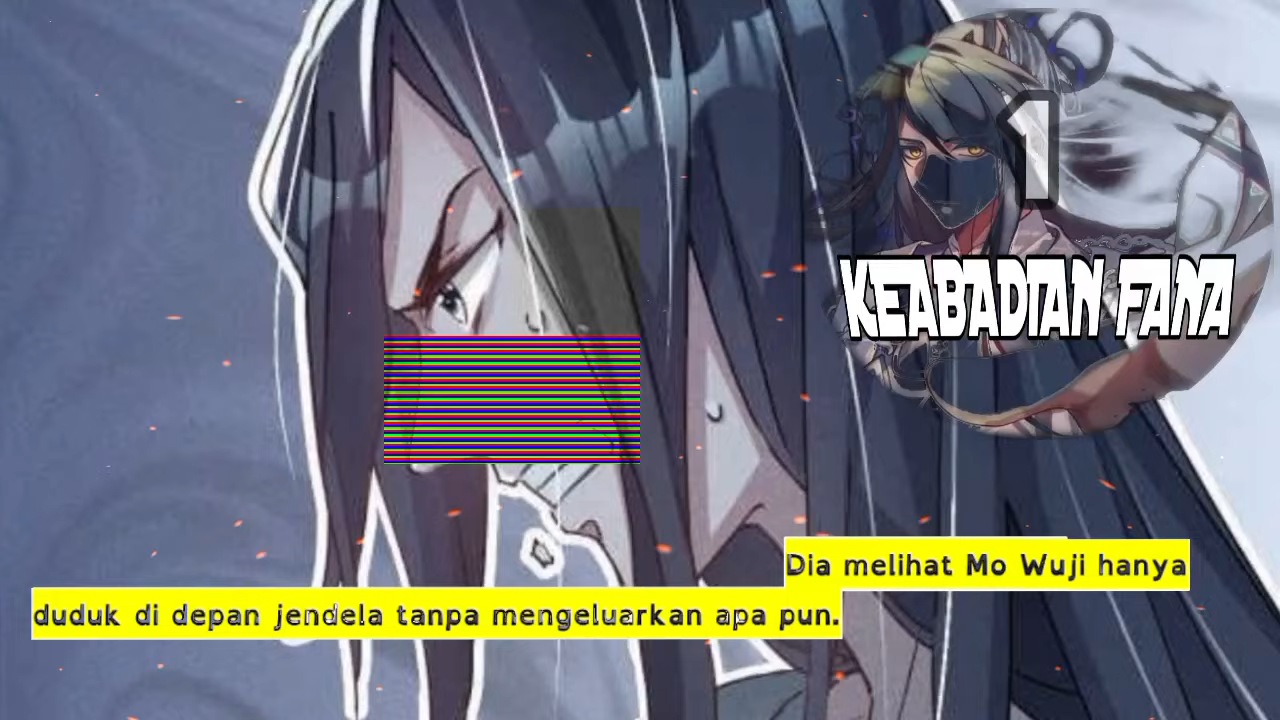 1
KEABADIAN FANA
Dia melihat Mo Wuji hanya
duduk di depan jendela tanpa mengeluarkan apa pun.